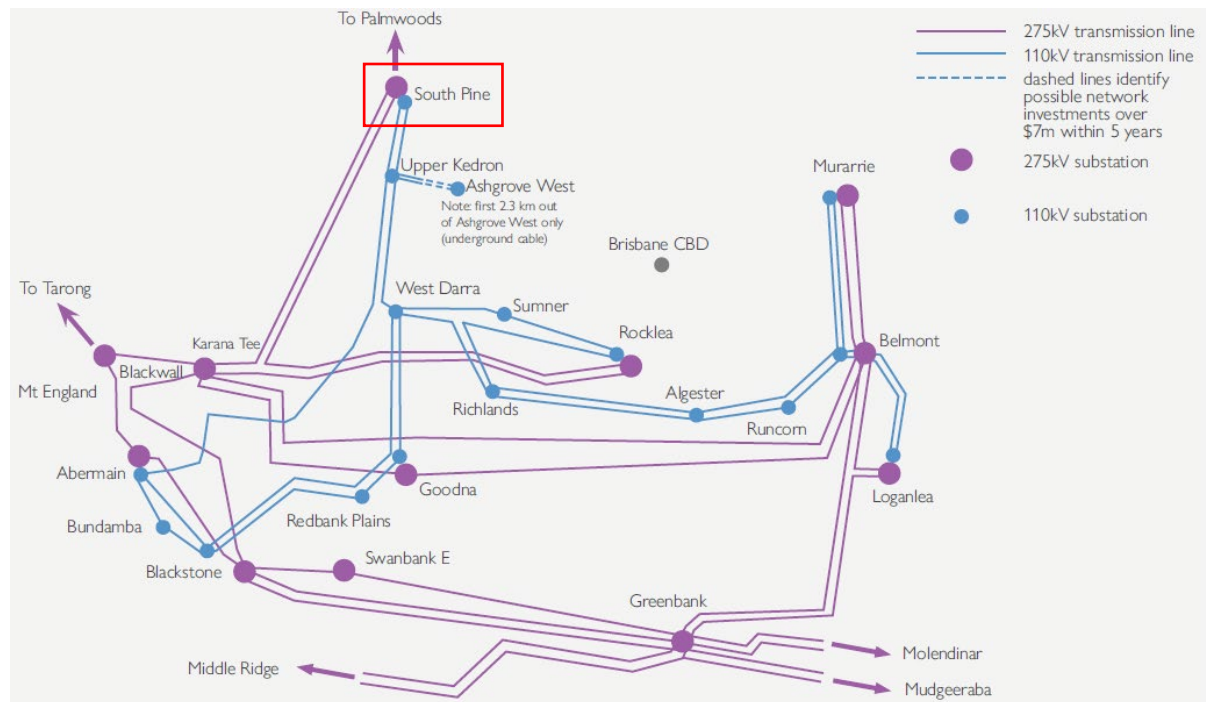 To Palmwoods
South Pine
Upper Kedron
Ashgrove West
Note: first 2.3 km out
of Ashgrove West only
(underground cable)
275kV transmission line
110kV transmission line
dashed lines identify
possible network
investments over
$7m within 5 years
275kV substation
110kV substation
Murarrie
Brisbane CBD
To Tarong
West Darra
Sumner
Rocklea
Karana Tee
Belmont
Blackwall
Mt England
Richlands
Algester
Runcorn
Abermain
Goodna
Loganlea
Redbank Plains
Bundamba
Swanbank E
Blackstone
Greenbank
Molendinar
Middle Ridge
Mudgeeraba